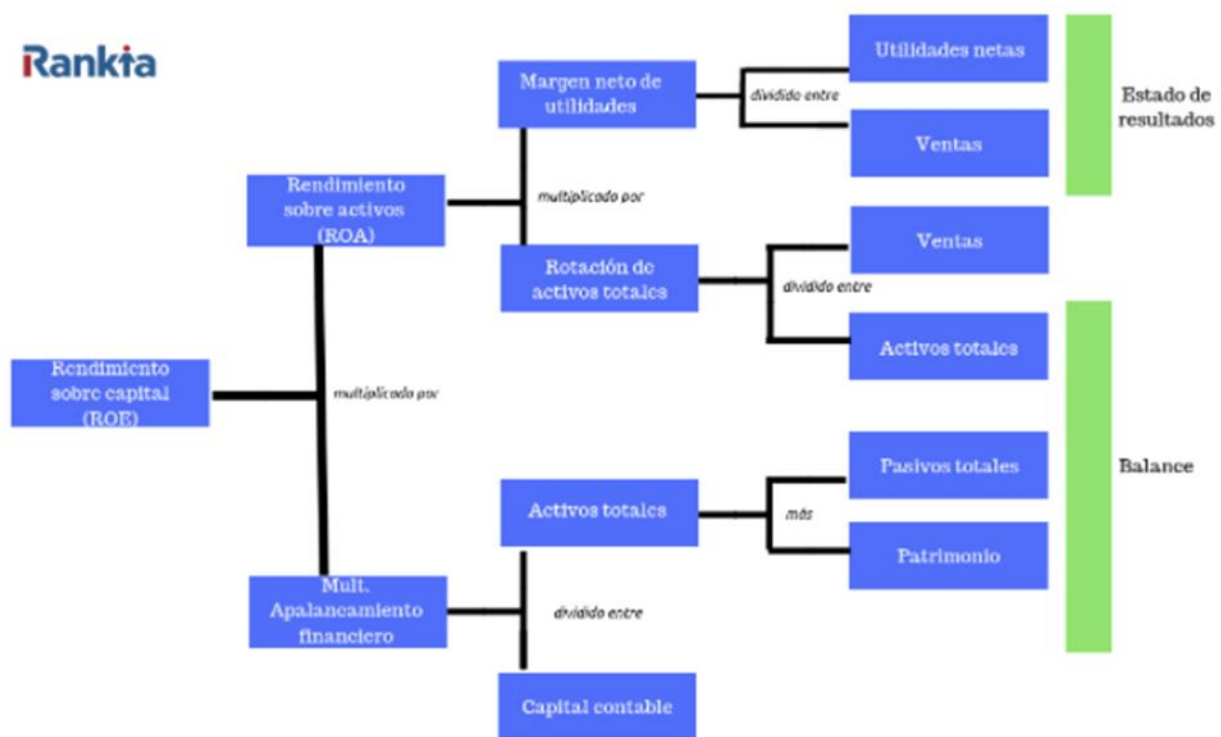 Rankia
Utilidades netas
Margen neto de
utilidades
dividido entre
Estado de
resultados
Ventas
Rendimiento
sobre activos
(ROA)
multiplicado por
Ventas
Rotación de
activos totales
dividido entre
Activos totales
Rendimiento
sobre capital
(ROE)
multiplicado por
Pasivos totales
Balance
Activos totales
más
Patrimonio
Mult.
Apalancamiento
financiero
dividido entre
Capital contable